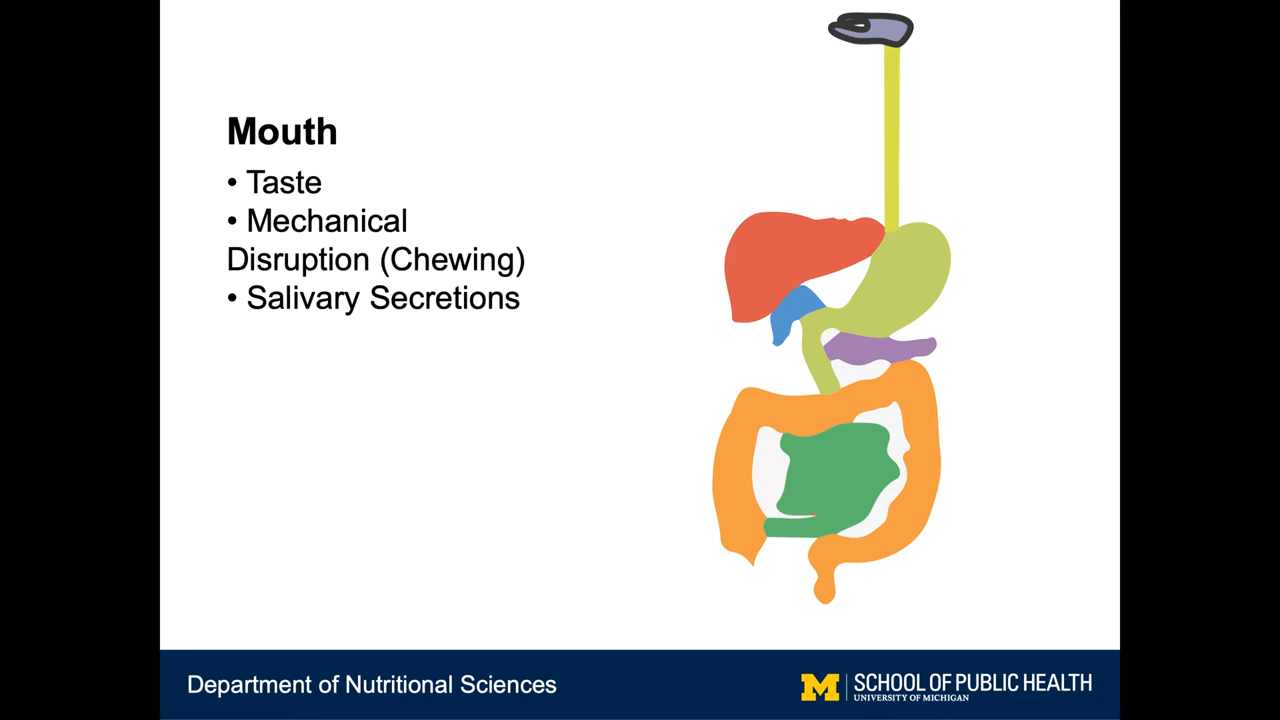 Mouth
• Taste
• Mechanical
Disruption (Chewing)
• Salivary Secretions
Department of Nutritional Sciences
M
SCHOOL OF PUBLIC HEALTH
UNIVERSITY OF MICHIGAN